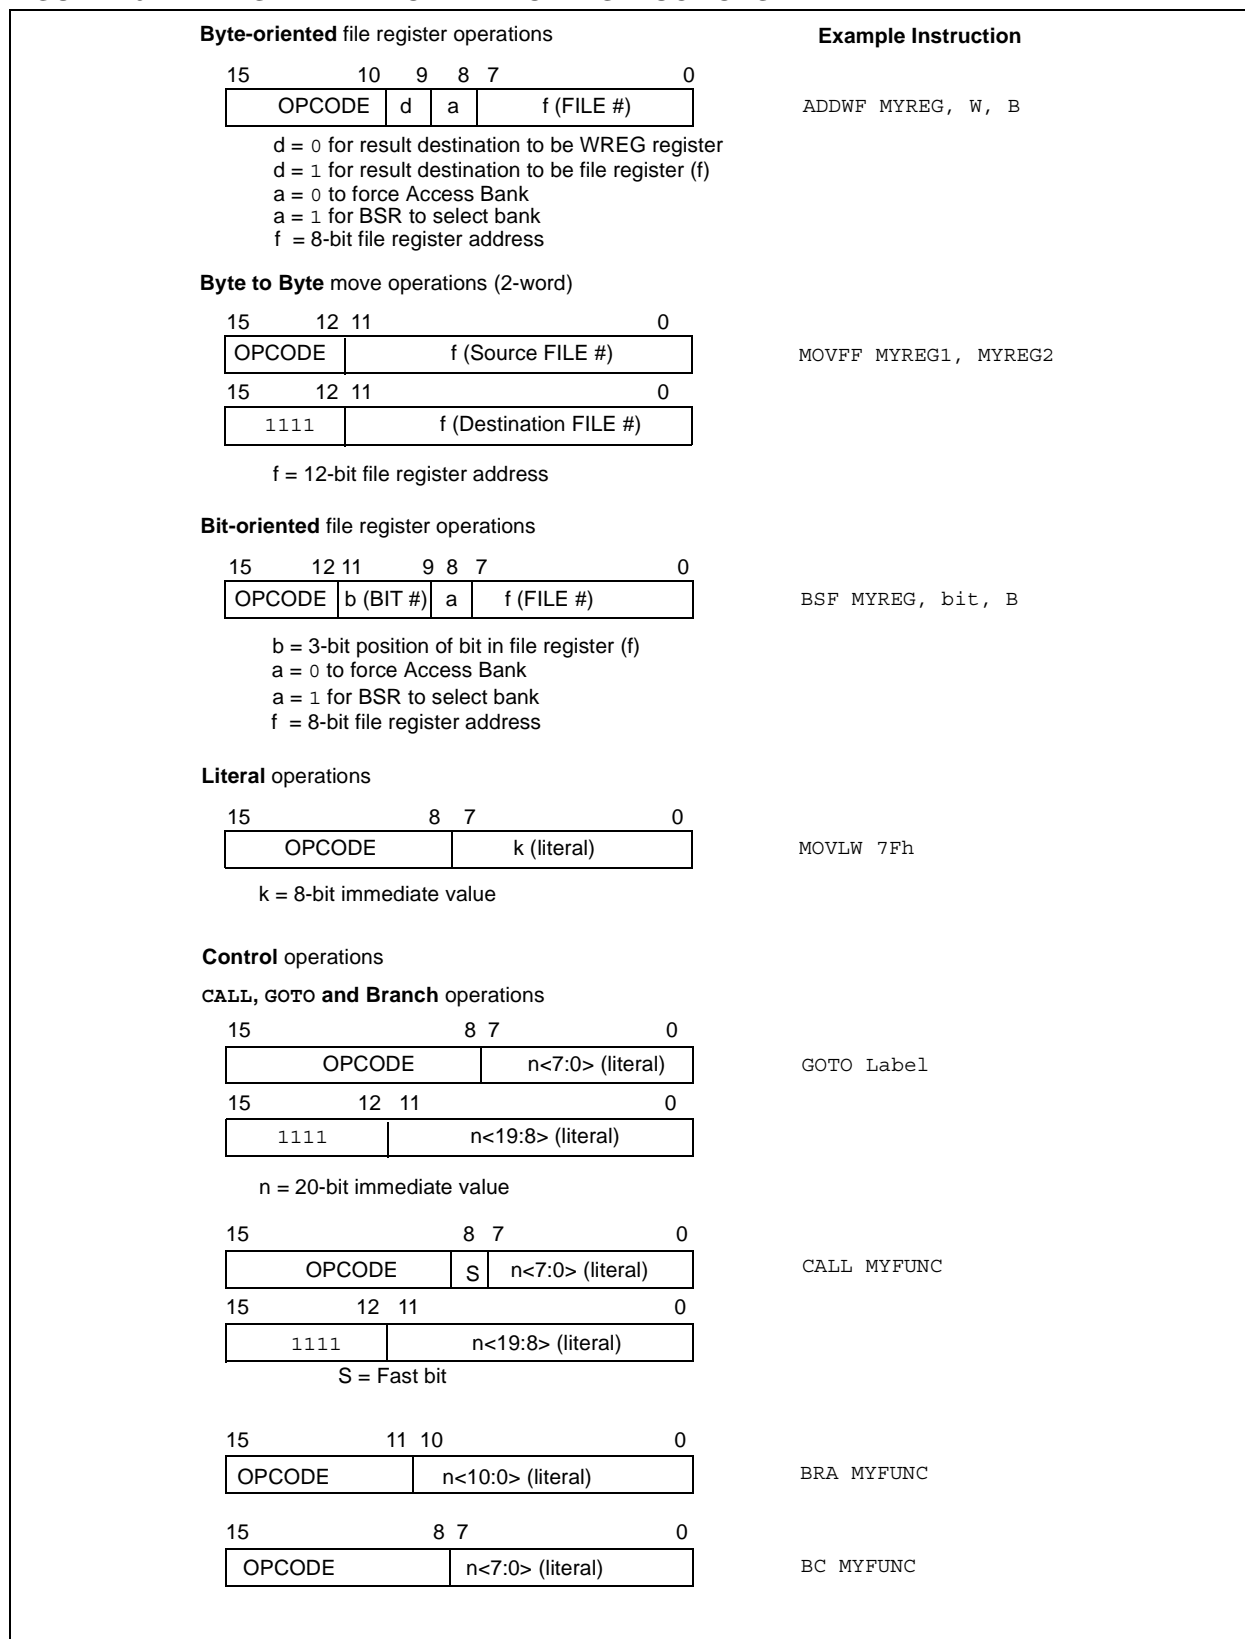 Byte-oriented file register operations Example Instruction
15 10 9 8 7 0
OPCODE d a f (FILE #) ADDWF MYREG, W, B
d = 0 for result destination to be WREG register
d = 1 for result destination to be file register (f)
a = 0 to force Access Bank
a = 1 for BSR to select bank
f = 8-bit file register address
Byte to Byte move operations (2-word)
15 12 11 0
OPCODE f (Source FILE #) MOVFF MYREG1, MYREG2
15 12 11 0
1111 f (Destination FILE #)
f = 12-bit file register address
Bit-oriented file register operations
15 12 11 9 8 7 0
OPCODE b (BIT #) a f (FILE #) BSF MYREG, bit, B
b = 3-bit position of bit in file register (f)
a = 0 to force Access Bank
a = 1 for BSR to select bank
f = 8-bit file register address
Literal operations
15 8 7 0
OPCODE k (literal) MOVLW 7Fh
k = 8-bit immediate value
Control operations
CALL, GOTO and Branch operations
15 8 7 0
OPCODE n<7:0> (literal) GOTO Label
15 12 11 0
1111 n<19:8> (literal)
n = 20-bit immediate value
15 8 7 0
OPCODE S n<7:0> (literal) CALL MYFUNC
15 12 11 0
1111 n<19:8> (literal)
S = Fast bit
15 11 10 0
OPCODE n<10:0> (literal) BRA MYFUNC
15 8 7 0
OPCODE n<7:0> (literal) BC MYFUNC